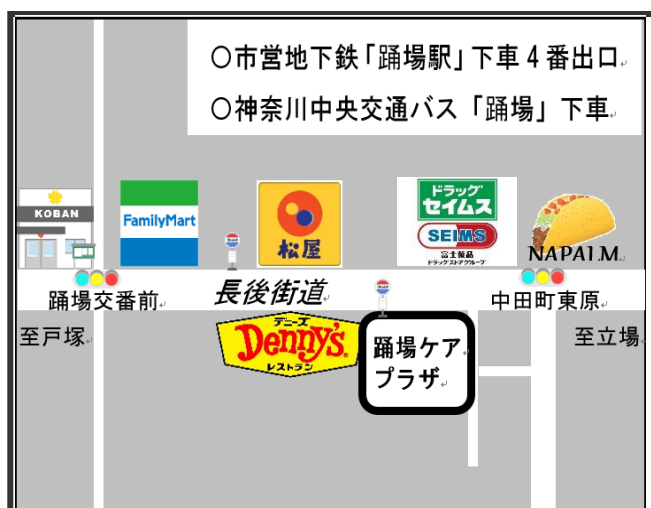 〇市営地下鉄「踊場駅」下車４番出口
〇神奈川中央交通バス「踊場」下車
KOBAN
FamilyMart
松屋
ドラッグ
セイムス
SEIMS
富士薬品
ドラッグストアグループ
NAPAI.M
踊場交番前
長後街道
中田町東原
至戸塚
デニーズ
Denny's
レストラン
踊場ケア
プラザ
至立場